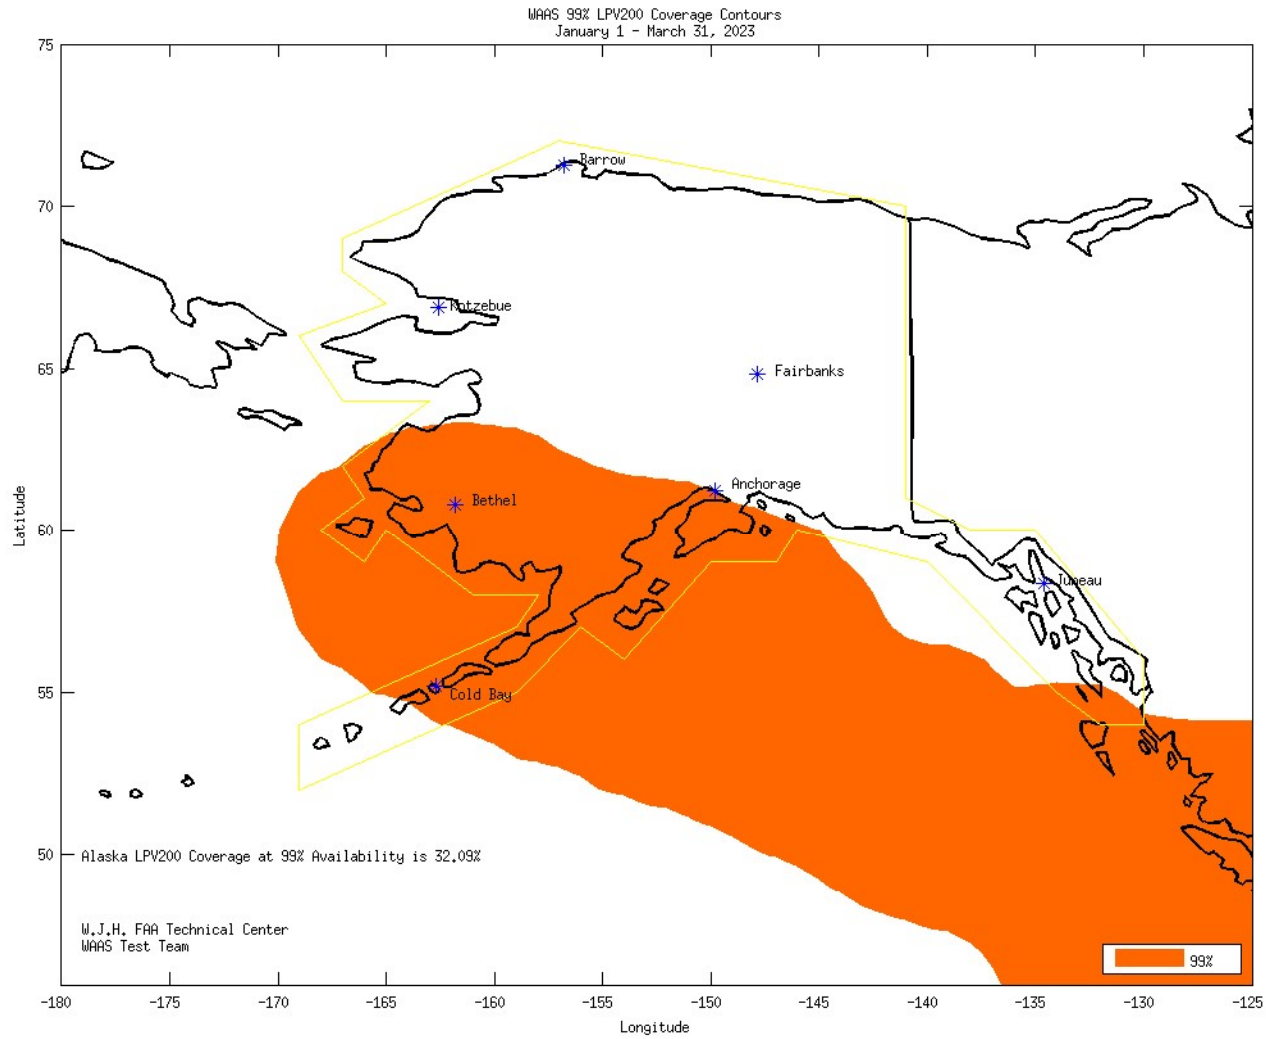 WAAS 99% LPV200 Coverage Contours
January 1 - March 31, 2023
75
70
65
60
55
50
Latitude
Barrow
Kotzebue
Fairbanks
Anchorage
Bethel
Juneau
Cold Bay
Alaska LPV200 Coverage at 99% Availability is 32.09%
W.J.H. FAA Technical Center
WAAS Test Team
99%
-180 -175 -170 -165 -160 -155 -150 -145 -140 -135 -130 -125
Longitude